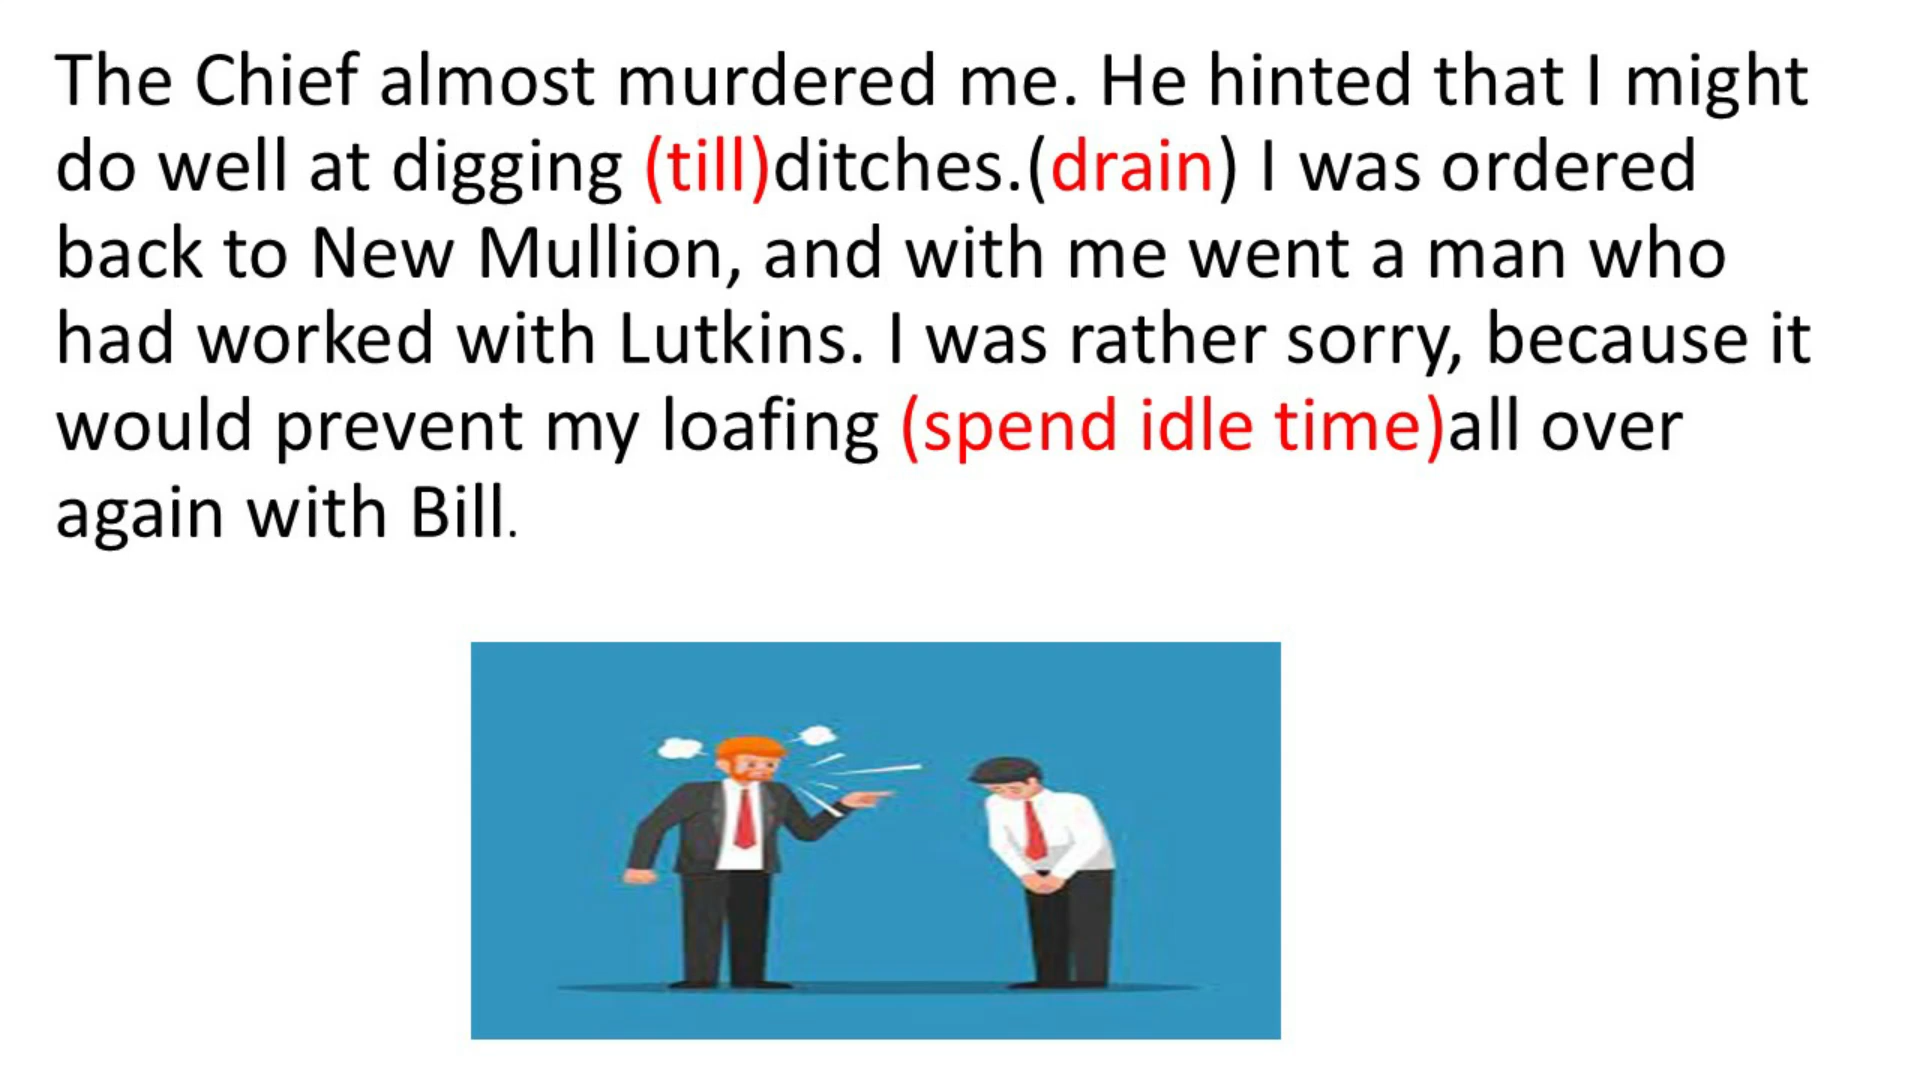 The Chief almost murdered me. He hinted that I might
do well at digging (till)ditches.(drain) I was ordered
back to New Mullion, and with me went a man who
had worked with Lutkins. I was rather sorry, because it
would prevent my loafing (spend idle time)all over
again with Bill.